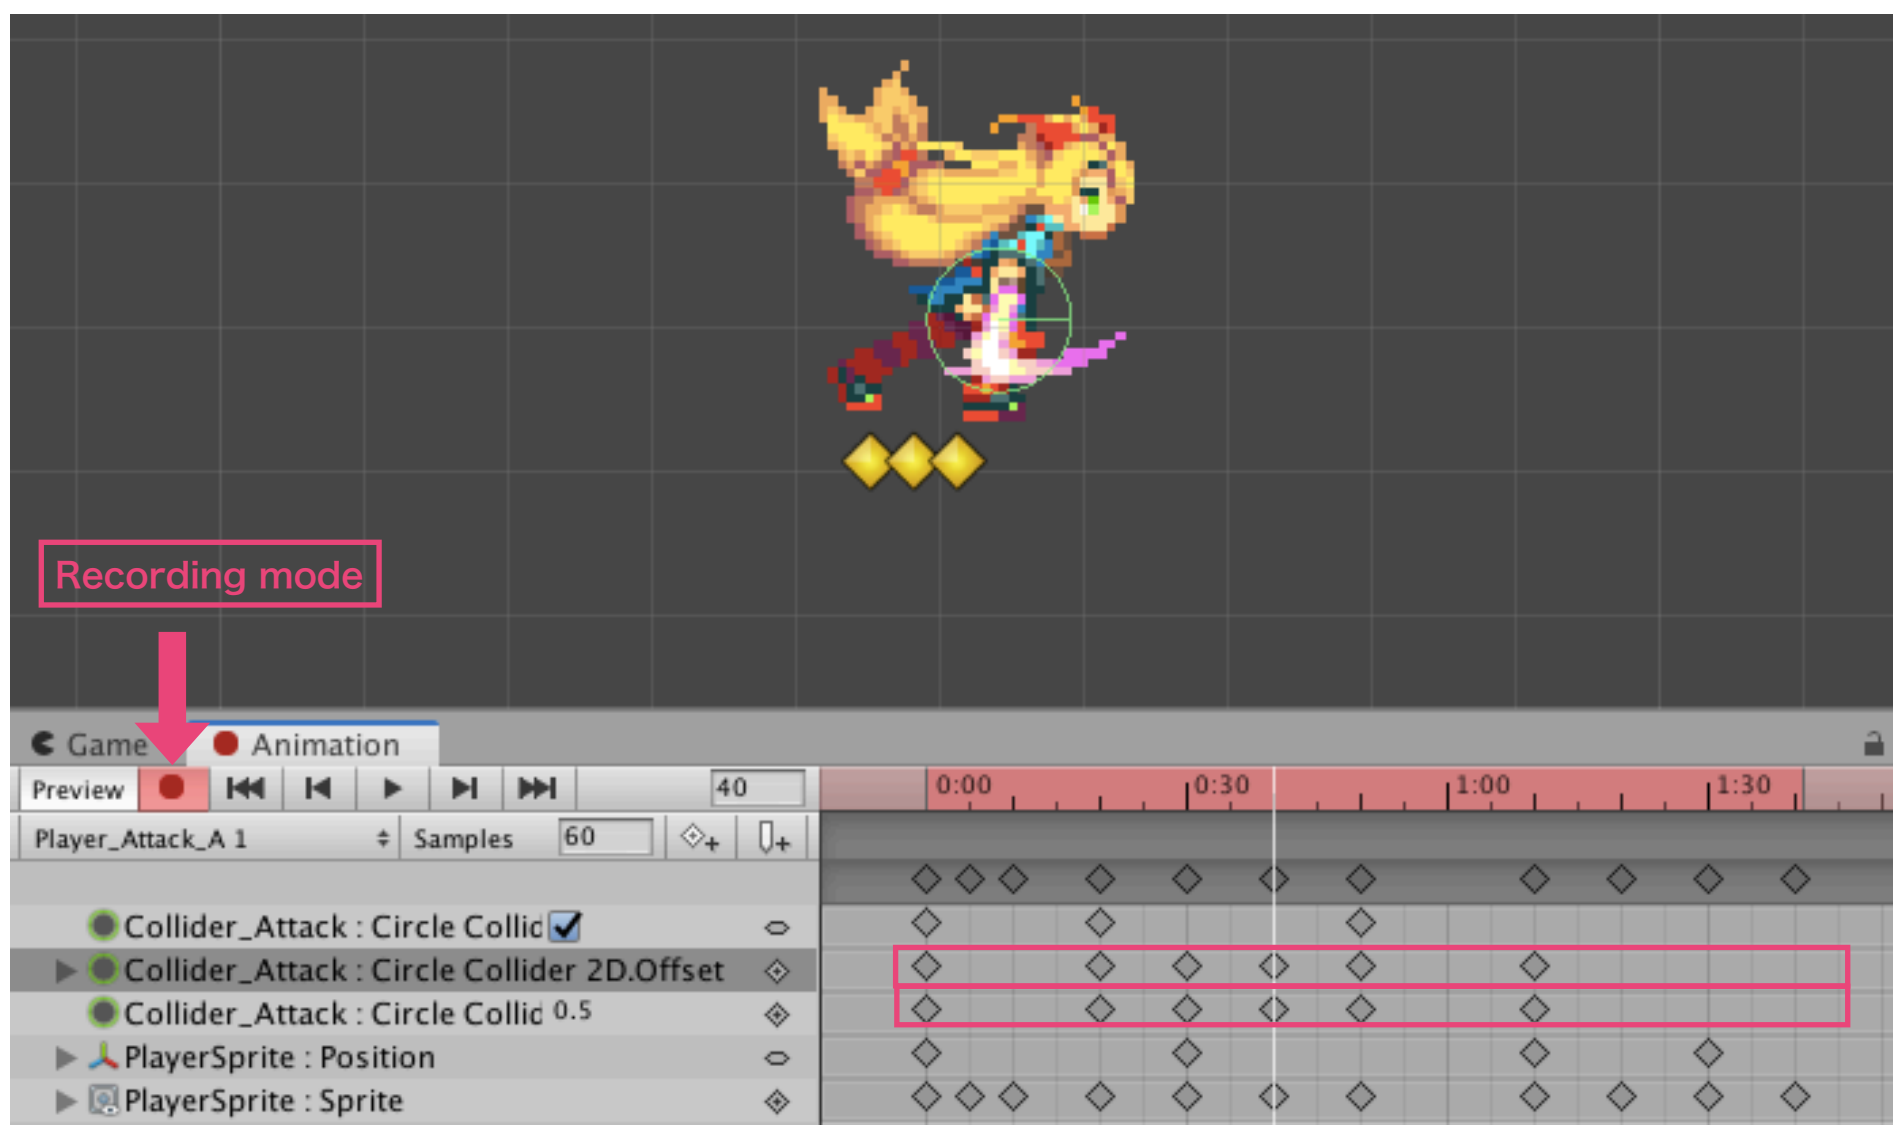 Recording mode
Game
Animation
Preview 40 0:00 0:30 1:00 1:30
Player_Attack_A 1 Samples 60
Collider_Attack : Circle Collid
Collider_Attack : Circle Collider 2D.Offset
Collider_Attack : Circle Collid 0.5
PlayerSprite : Position
PlayerSprite : Sprite